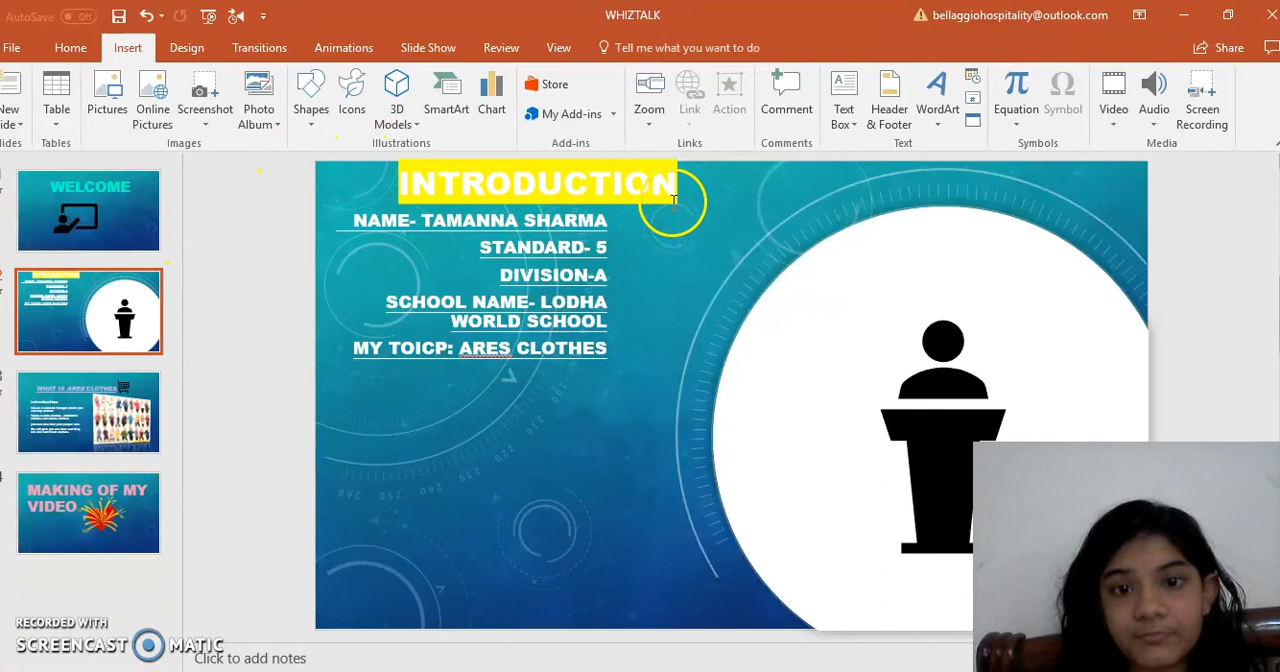 AutoSave Off
WHIZTALK
bellaggiohospitality@outlook.com
File Home Insert Design Transitions Animations Slide Show Review View Tell me what you want to do Share
New
Table
Pictures
Online
Pictures
Screenshot
Photo
Album
Shapes
Icons
3D
Models
SmartArt
Chart
Store
My Add-ins
Zoom
Link
Action
Comment
Text
Box
Header
& Footer
WordArt
Equation
Symbol
Video
Audio
Screen
Recording
Tables
Images
Illustrations
Add-ins
Links
Comments
Text
Symbols
Media
WELCOME
INTRODUCTION
WHAT IS ARES CLOTHES
Introduction
MAKING OF MY
VIDEO
INTRODUCTION
NAME- TAMANNA SHARMA
STANDARD- 5
DIVISION-A
SCHOOL NAME- LODHA
WORLD SCHOOL
MY TOICP: ARES CLOTHES
RECORDED WITH
SCREENCAST MATIC
Click to add notes